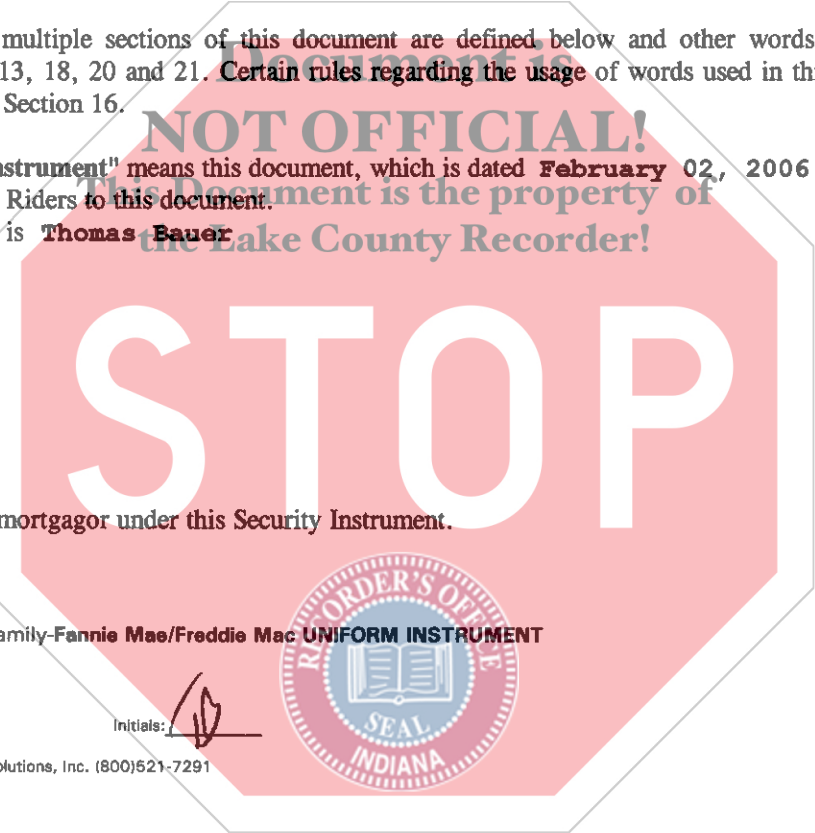 multiple sections of this document are defined below and other words
Document is
13, 18, 20 and 21. Certain rules regarding the usage of words used in thi
Section 16.
NOT OFFICIAL!
nstrument" means this document, which is dated February 02, 2006
This Document is the property of
Riders to this document.
is Thomas Bauer
the Lake County Recorder!
STOP
mortgagor under this Security Instrument.
RECORDER'S OFFICE
amily-Fannie Mae/Freddie Mac UNIFORM INSTRUMENT
SEAL
Initials:
INDIANA
olutions, Inc. (800)521-7291